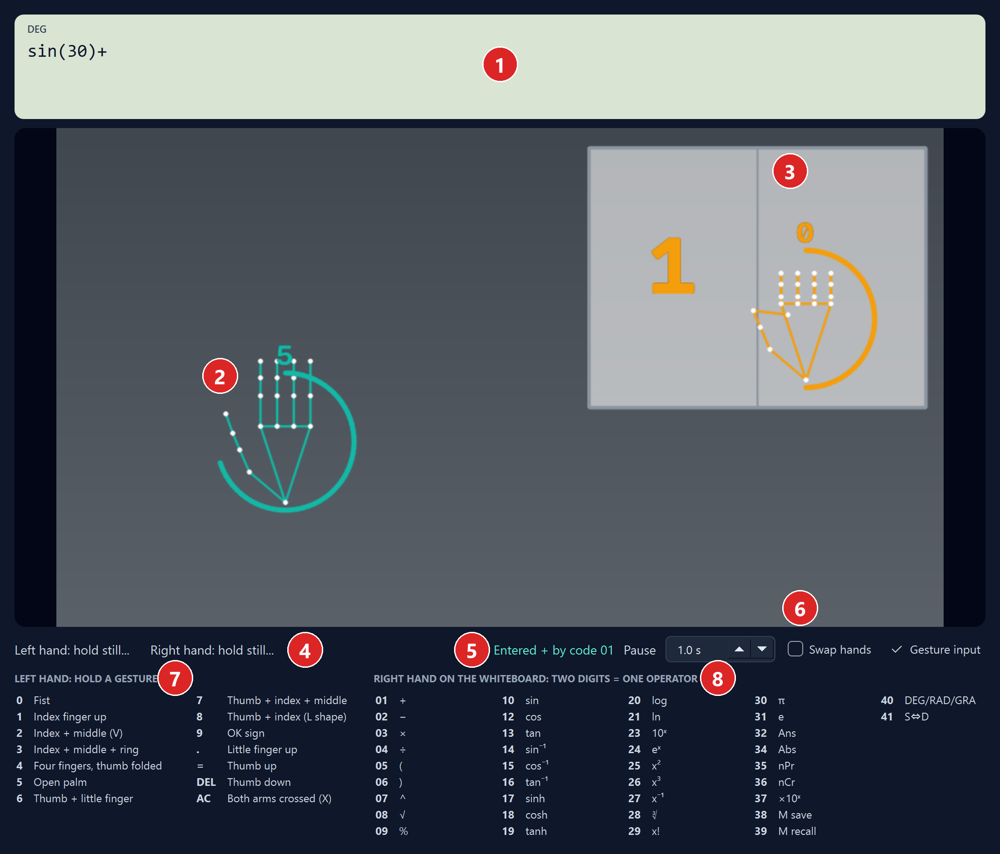 DEG
sin(30)+
1
3
0
1
5
2
6
Left hand: hold still... Right hand: hold still... 4 5 Entered + by code 01 Pause 1.0 s Swap hands ✓ Gesture input
LEFT HAND: HOLD A GESTURE 7 RIGHT HAND ON THE WHITEBOARD: TWO DIGITS = ONE OPERATOR 8
0 Fist 7 Thumb + index + middle 01 + 10 sin 20 log 30 π 40 DEG/RAD/GRA
1 Index finger up 8 Thumb + index (L shape) 02 − 12 cos 21 ln 31 e 41 S⇔D
2 Index + middle (V) 9 OK sign 03 × 13 tan 23 10ˣ 32 Ans
3 Index + middle + ring . Little finger up 04 ÷ 14 sin⁻¹ 24 eˣ 34 Abs
4 Four fingers, thumb folded = Thumb up 05 ( 15 cos⁻¹ 25 x² 35 nPr
5 Open palm DEL Thumb down 06 ) 16 tan⁻¹ 26 x³ 36 nCr
6 Thumb + little finger AC Both arms crossed (X) 07 ^ 17 sinh 27 x⁻¹ 37 ×10ˣ
08 √ 18 cosh 28 ∛ 38 M save
09 % 19 tanh 29 x! 39 M recall